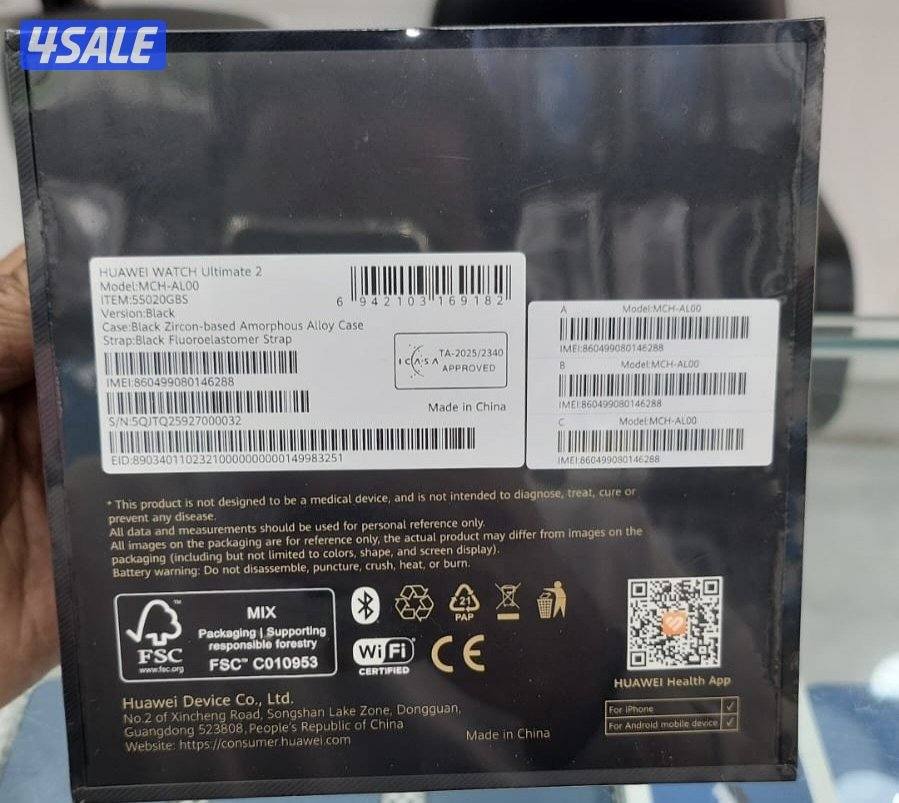 4SALE
HUAWEI WATCH Ultimate 2
Model:MCH-AL00
ITEM:55020GBS
Version:Black
Case:Black Zircon-based Amorphous Alloy Case
Strap:Black Fluoroelastomer Strap
6 942103 169182
IMEI:860499080146288
S/N:5QJTQ25927000032
EID:89034011023210000000000149983251
ICASA
TA-2025/2340
APPROVED
Made in China
A Model:MCH-AL00
IMEI:860499080146288
B Model:MCH-AL00
IMEI:860499080146288
C Model:MCH-AL00
IMEI:860499080146288
* This product is not designed to be a medical device, and is not intended to diagnose, treat, cure or
prevent any disease.
All data and measurements should be used for personal reference only.
All images on the packaging are for reference only, the actual product may differ from images on the
packaging (including but not limited to colors, shape, and screen display).
Battery warning: Do not disassemble, puncture, crush, heat, or burn.
FSC
www.fsc.org
MIX
Packaging | Supporting
responsible forestry
FSC™ C010953
21
PAP
Wi Fi
CERTIFIED
CE
HUAWEI Health App
For iPhone
For Android mobile device
Huawei Device Co., Ltd.
No.2 of Xincheng Road, Songshan Lake Zone, Dongguan,
Guangdong 523808, People's Republic of China
Website: https://consumer.huawei.com
Made in China